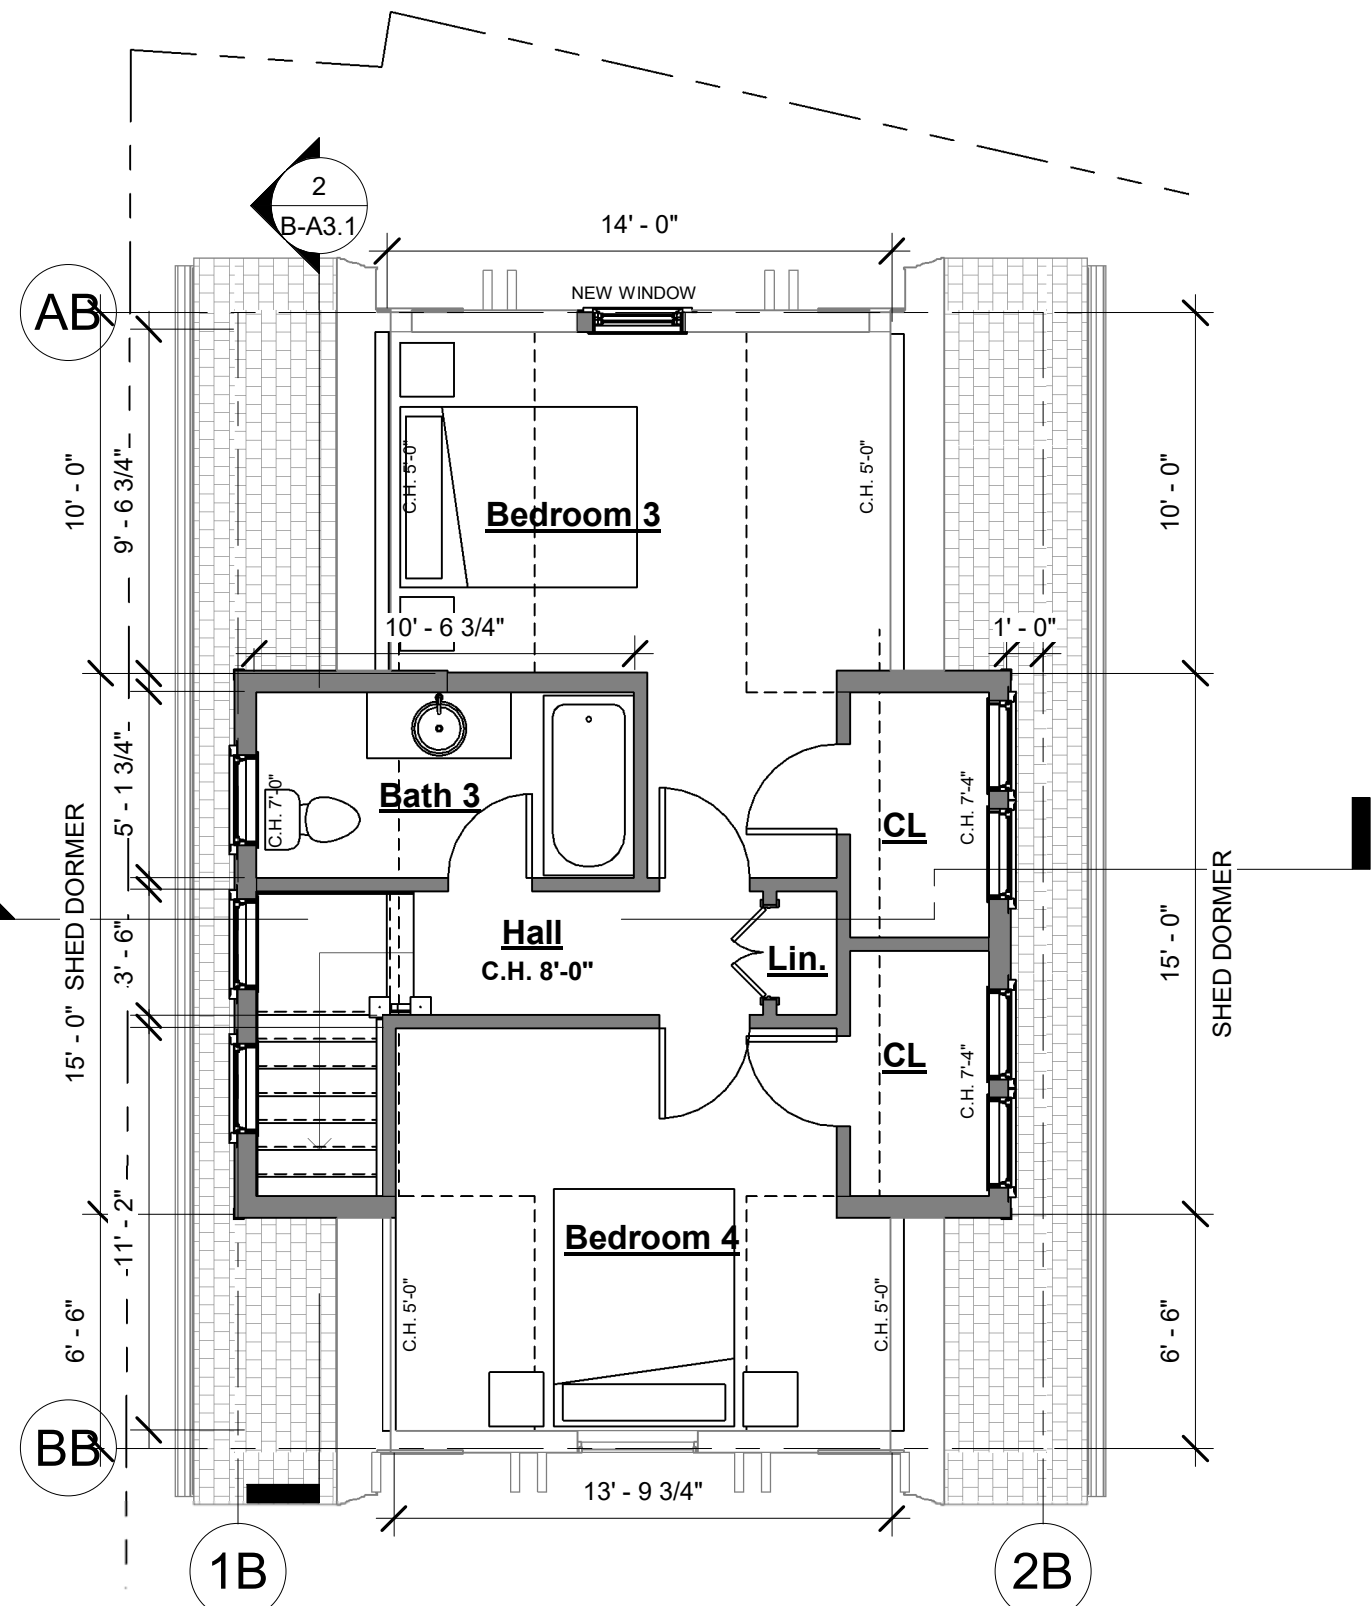 2
B-A3.1
14' - 0"
NEW WINDOW
AB
10' - 0"
9' - 6 3/4"
C.H. 5'-0"
Bedroom 3
C.H. 5'-0"
10' - 0"
10' - 6 3/4"
1' - 0"
5' - 1 3/4"
C.H. 7'-0"
Bath 3
CL
C.H. 7'-4"
15' - 0" SHED DORMER
3' - 6"
Hall
C.H. 8'-0"
Lin.
15' - 0"
SHED DORMER
CL
C.H. 7'-4"
11' - 2"
Bedroom 4
C.H. 5'-0"
C.H. 5'-0"
6' - 6"
6' - 6"
BB
13' - 9 3/4"
1B
2B